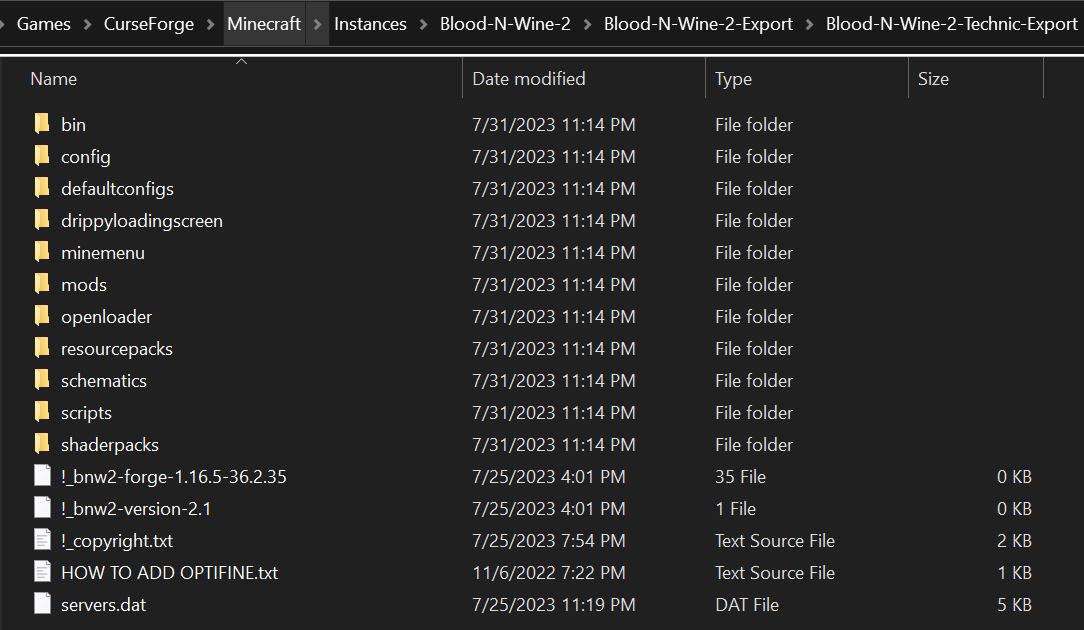 Games > CurseForge > Minecraft > Instances > Blood-N-Wine-2 > Blood-N-Wine-2-Export > Blood-N-Wine-2-Technic-Export
Name Date modified Type Size
bin 7/31/2023 11:14 PM File folder
config 7/31/2023 11:14 PM File folder
defaultconfigs 7/31/2023 11:14 PM File folder
drippyloadingscreen 7/31/2023 11:14 PM File folder
minemenu 7/31/2023 11:14 PM File folder
mods 7/31/2023 11:14 PM File folder
openloader 7/31/2023 11:14 PM File folder
resourcepacks 7/31/2023 11:14 PM File folder
schematics 7/31/2023 11:14 PM File folder
scripts 7/31/2023 11:14 PM File folder
shaderpacks 7/31/2023 11:14 PM File folder
!_bnw2-forge-1.16.5-36.2.35 7/25/2023 4:01 PM 35 File 0 KB
!_bnw2-version-2.1 7/25/2023 4:01 PM 1 File 0 KB
!_copyright.txt 7/25/2023 7:54 PM Text Source File 2 KB
HOW TO ADD OPTIFINE.txt 11/6/2022 7:22 PM Text Source File 1 KB
servers.dat 7/25/2023 11:19 PM DAT File 5 KB